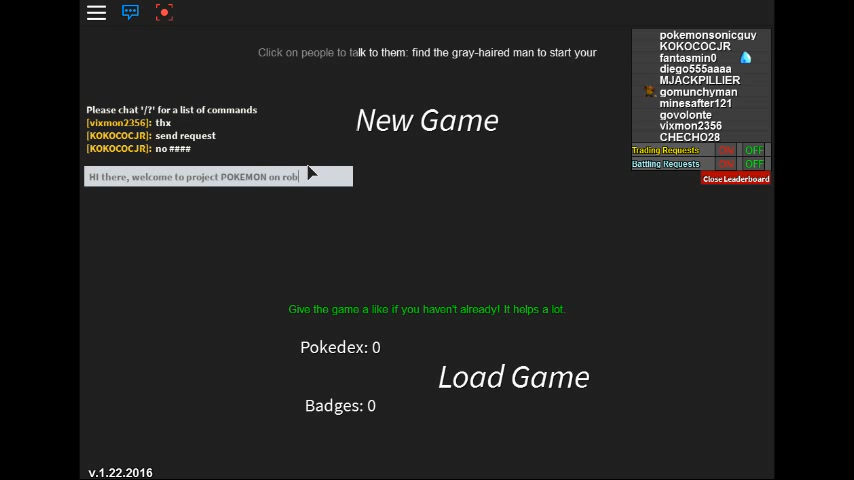 Click on people to talk to them: find the gray-haired man to start your
pokemonsonicguy
KOKOCOCJR
fantasmin0
diego555aaaa
MJACKPILLIER
gomunchyman
minesafter121
govolonte
vixmon2356
CHECHO28
Trading Requests ON OFF
Battling Requests ON OFF
Close Leaderboard
Please chat '/?' for a list of commands
[vixmon2356]: thx
[KOKOCOCJR]: send request
[KOKOCOCJR]: no ####
HI there, welcome to project POKEMON on rob
New Game
Give the game a like if you haven't already! It helps a lot.
Pokedex: 0
Load Game
Badges: 0
v.1.22.2016